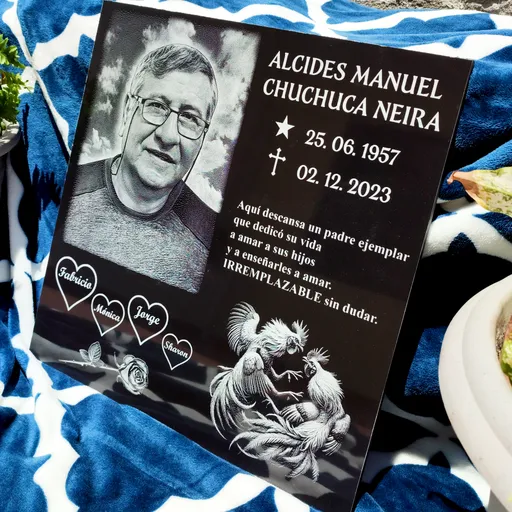 ALCIDES MANUEL
CHUCHUCA NEIRA
25. 06. 1957
02. 12. 2023
Aquí descansa un padre ejemplar
que dedicó su vida
a amar a sus hijos
y a enseñarles a amar.
IRREMPLAZABLE sin dudar.
Fabricio
Mónica
Jorge
Sharon